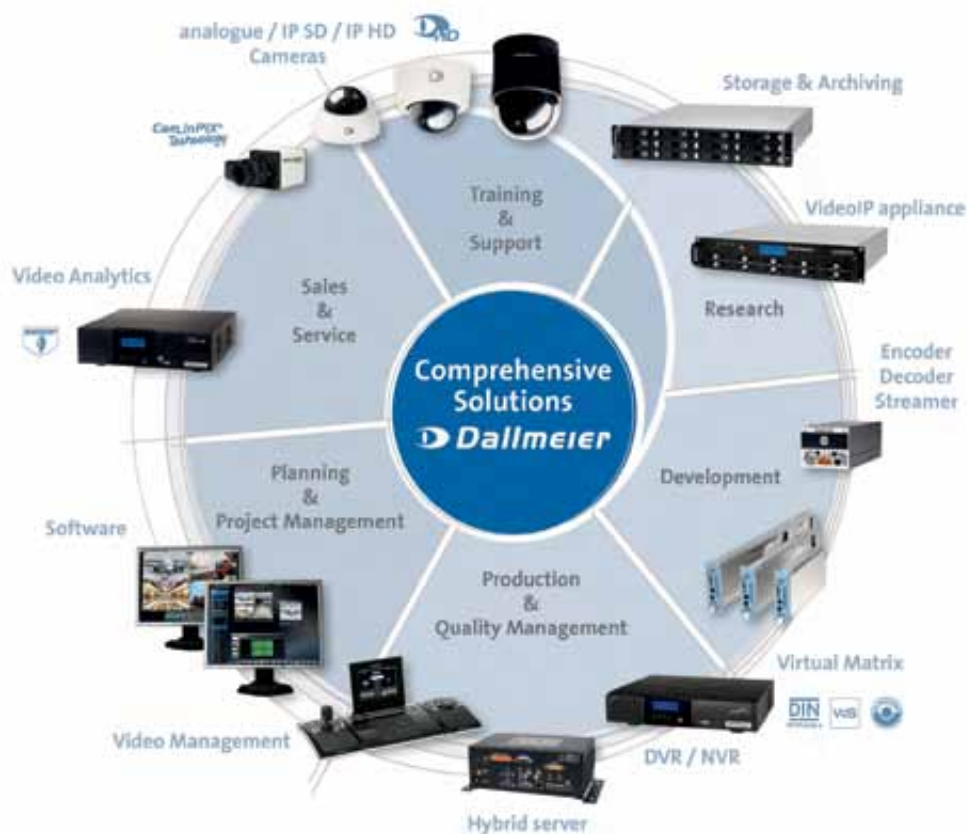 analogue / IP SD / IP HD
Cameras
Storage & Archiving
CamInPIX®
Technology
Training
&
Support
VideoIP appliance
Video Analytics
Sales
&
Service
Research
Encoder
Decoder
Streamer
Comprehensive
Solutions
Dallmeier
Development
Planning
&
Project Management
Software
Production
&
Quality Management
Virtual Matrix
DIN
VdS
Video Management
DVR / NVR
Hybrid server